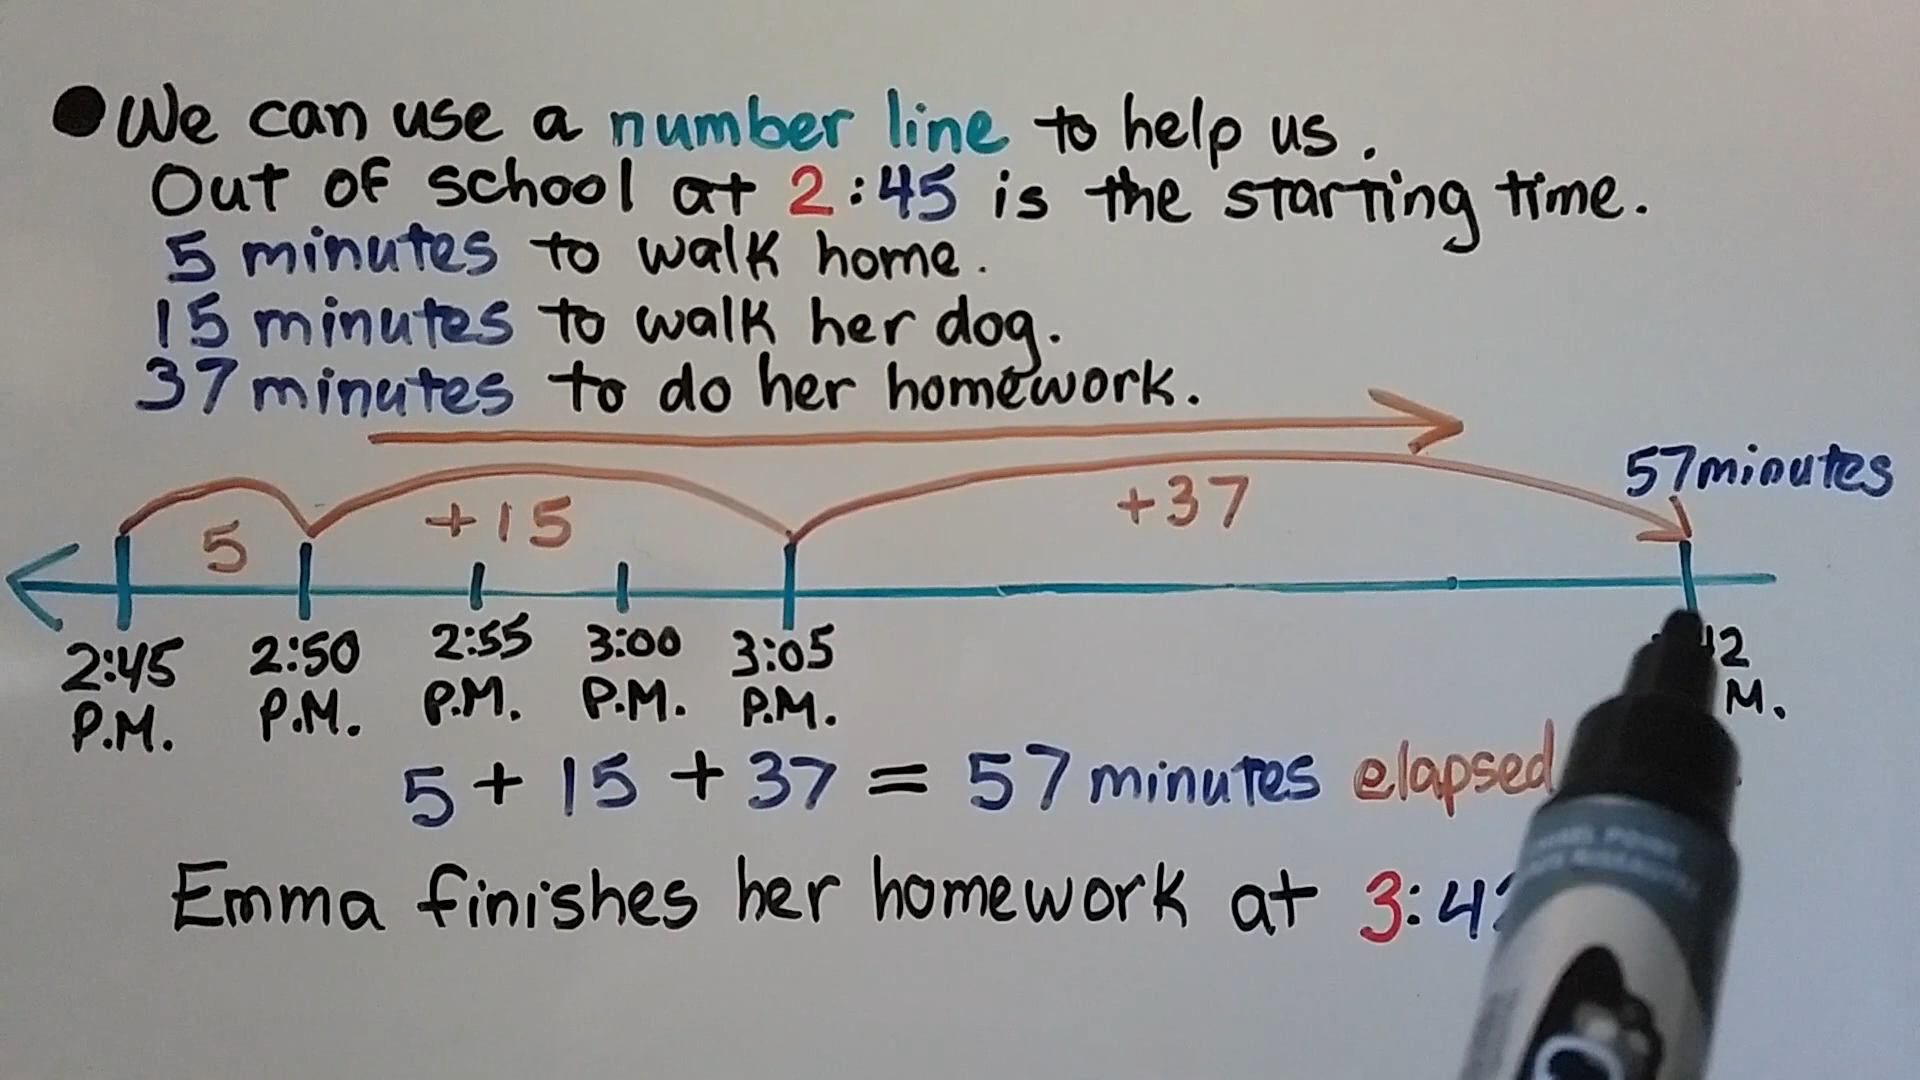 We can use a number line to help us.
Out of school at 2:45 is the starting time.
5 minutes to walk home.
15 minutes to walk her dog.
37 minutes to do her homework.
57 minutes
5 +15 +37
2:45 P.M.
2:50 P.M.
2:55 P.M.
3:00 P.M.
3:05 P.M.
12
M.
5 + 15 + 37 = 57 minutes elapsed
Emma finishes her homework at 3:4